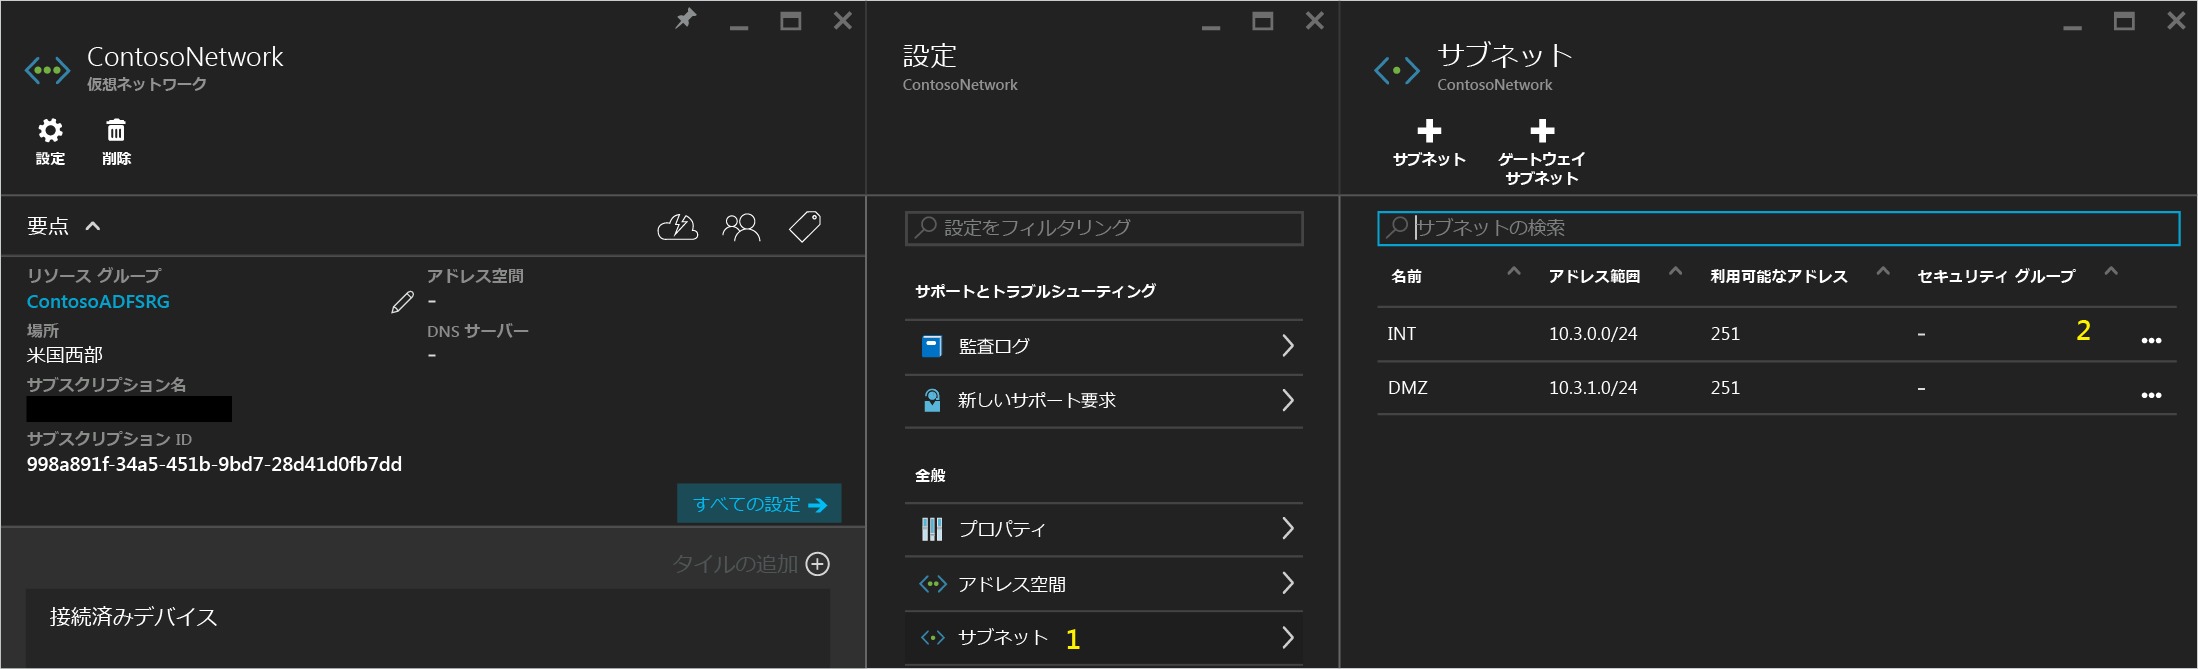 ContosoNetwork
仮想ネットワーク
設定
削除
要点
リソース グループ
ContosoADFSRG
場所
米国西部
サブスクリプション名
サブスクリプション ID
998a891f-34a5-451b-9bd7-28d41d0fb7dd
アドレス空間
-
DNS サーバー
-
すべての設定
タイルの追加
接続済みデバイス
設定
ContosoNetwork
設定をフィルタリング
サポートとトラブルシューティング
監査ログ
新しいサポート要求
全般
プロパティ
アドレス空間
サブネット 1
サブネット
ContosoNetwork
サブネット
ゲートウェイ
サブネット
サブネットの検索
名前 アドレス範囲 利用可能なアドレス セキュリティ グループ
INT 10.3.0.0/24 251 - 2
DMZ 10.3.1.0/24 251 -